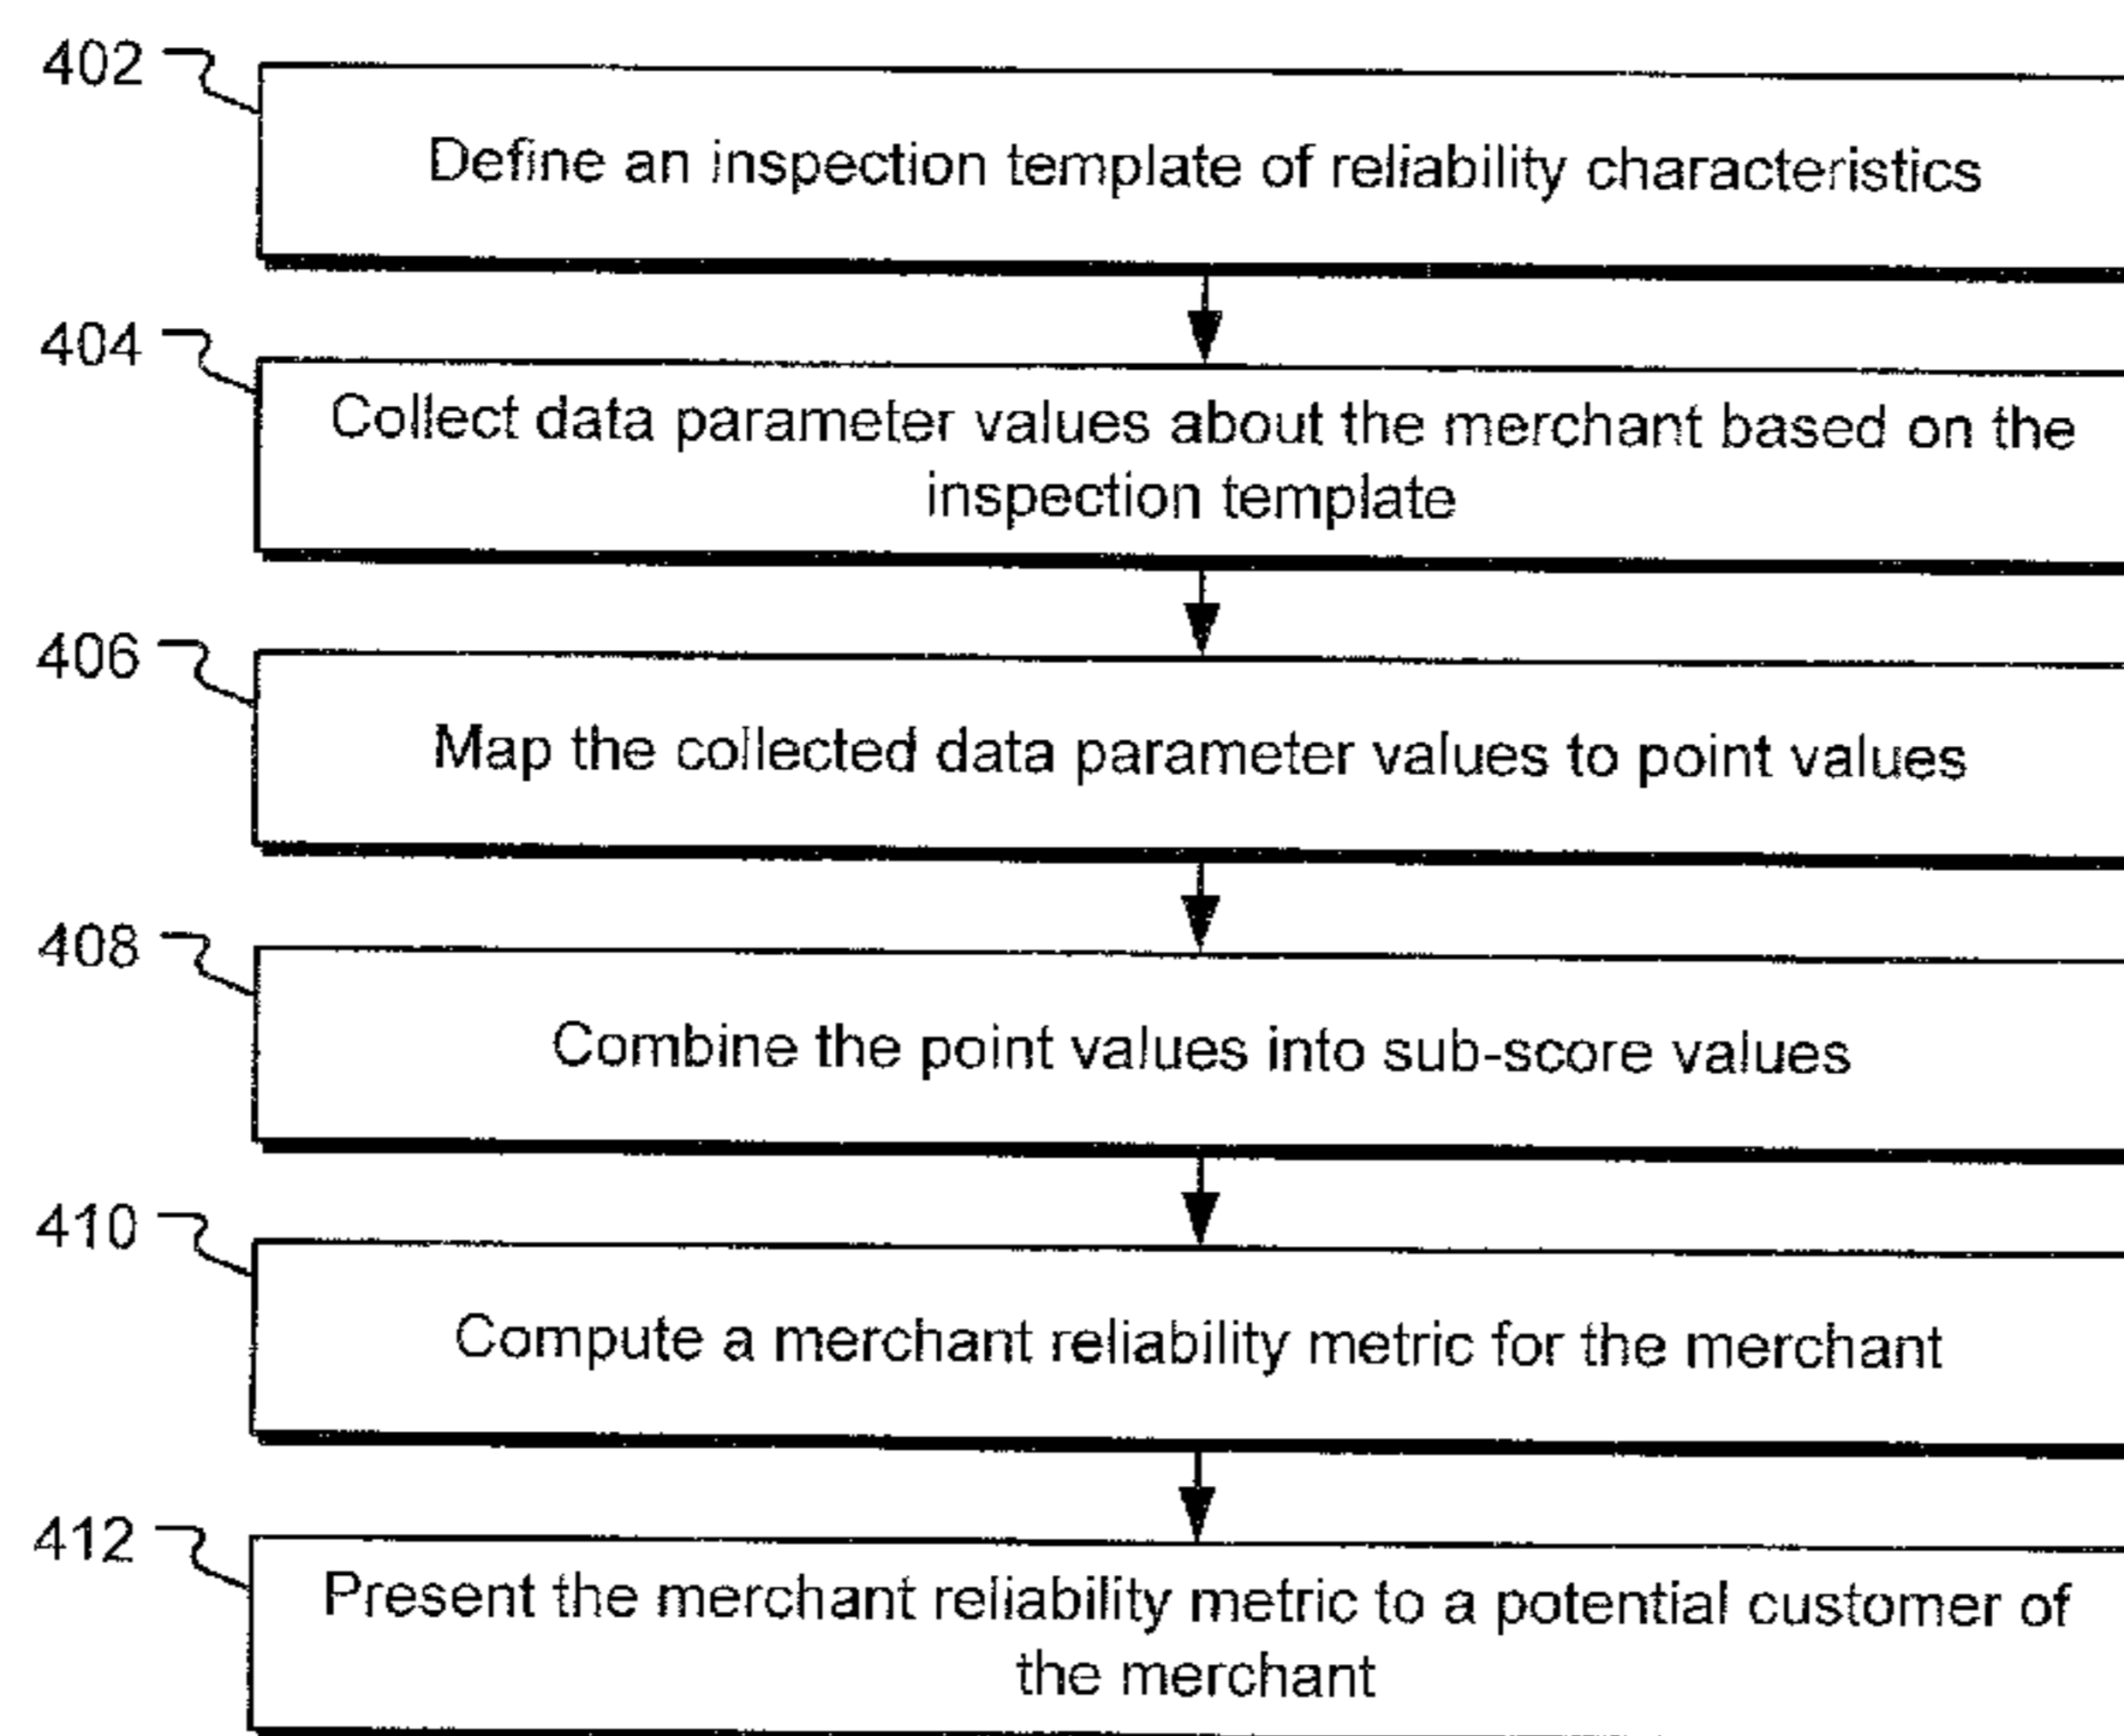 402
Define an inspection template of reliability characteristics
404
Collect data parameter values about the merchant based on the
inspection template
406
Map the collected data parameter values to point values
408
Combine the point values into sub-score values
410
Compute a merchant reliability metric for the merchant
412
Present the merchant reliability metric to a potential customer of
the merchant